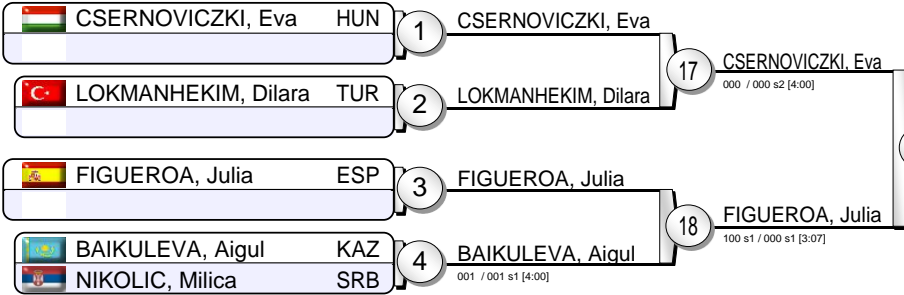 CSERNOVICZKI, Eva HUN
1
CSERNOVICZKI, Eva
17
CSERNOVICZKI, Eva
000 / 000 s2 [4:00]
LOKMANHEKIM, Dilara TUR
2
LOKMANHEKIM, Dilara
FIGUEROA, Julia ESP
3
FIGUEROA, Julia
18
FIGUEROA, Julia
100 s1 / 000 s1 [3:07]
BAIKULEVA, Aigul KAZ
NIKOLIC, Milica SRB
4
BAIKULEVA, Aigul
001 / 001 s1 [4:00]